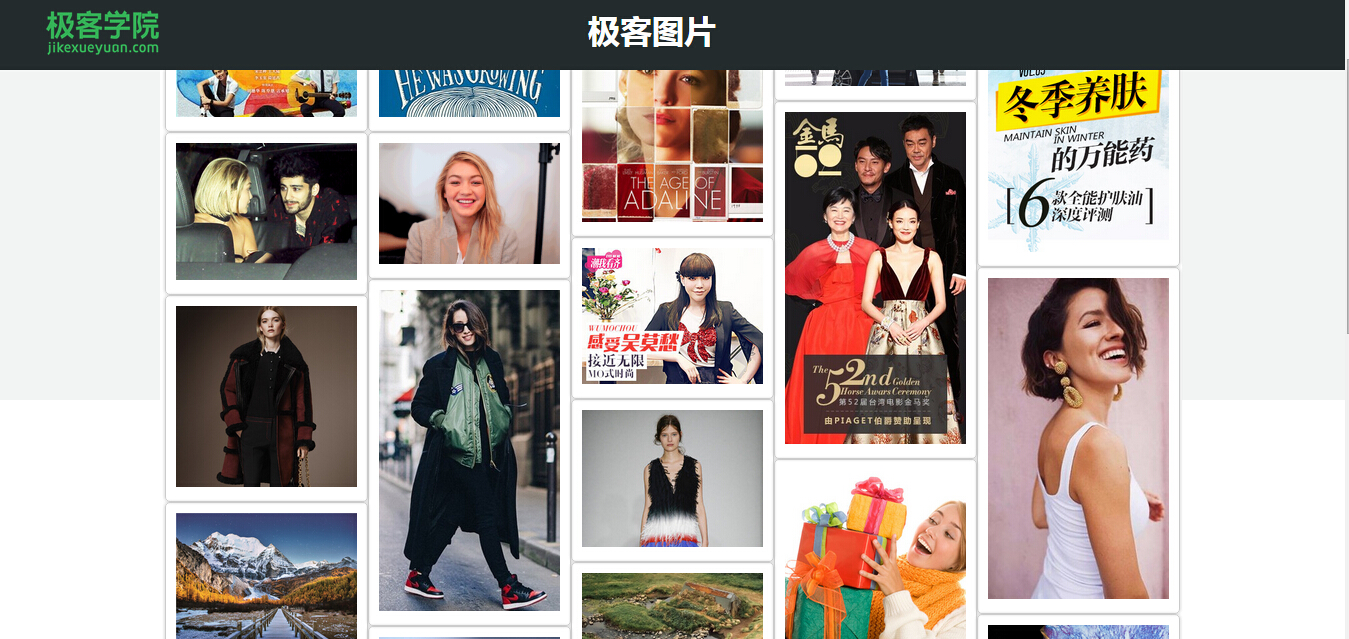 极客学院
jikexueyuan.com
极客图片
HE WAS GROWING
THE AGE OF
ADALINE
潮我看齐
WUMOCHOU
感受吴莫愁
接近无限
MO式时尚
金馬
The 52nd Golden
Horse Awars Ceremony
第52届台湾电影金马奖
由PIAGET伯爵赞助呈现
VOL.05
冬季养肤
MAINTAIN SKIN
IN WINTER
的万能药
[6款全能护肤油
深度评测]